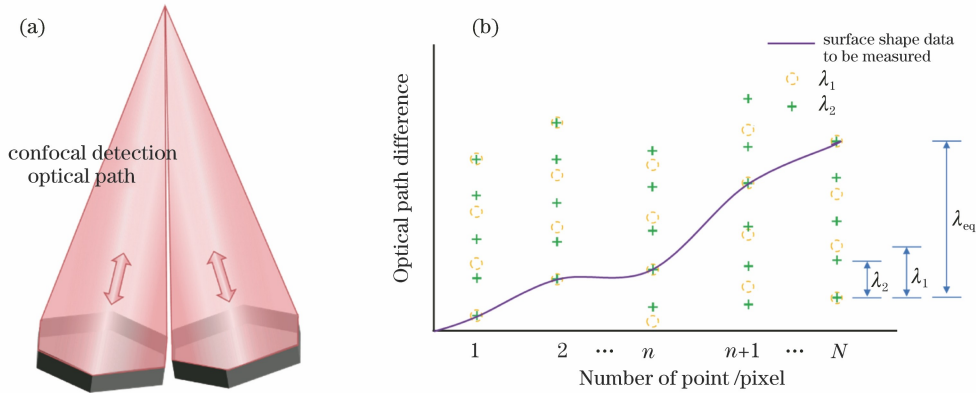 (a)
confocal detection
optical path
(b)
surface shape data
to be measured
λ1
λ2
Optical path difference
λeq
λ2
λ1
1 2 ··· n n+1 ··· N
Number of point /pixel